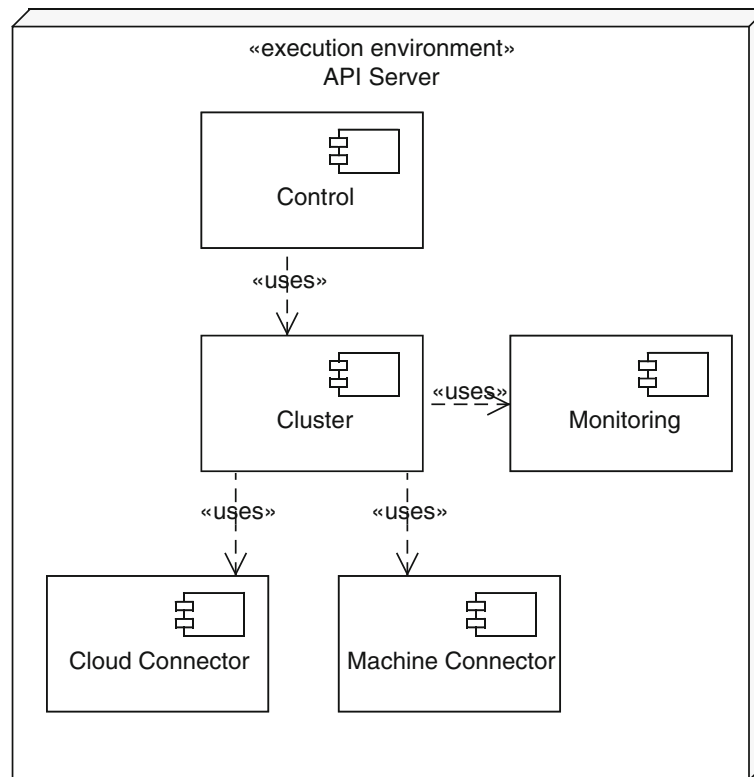 «execution environment»
API Server
Control
«uses»
Cluster
«uses»
Monitoring
«uses»
«uses»
Cloud Connector
Machine Connector